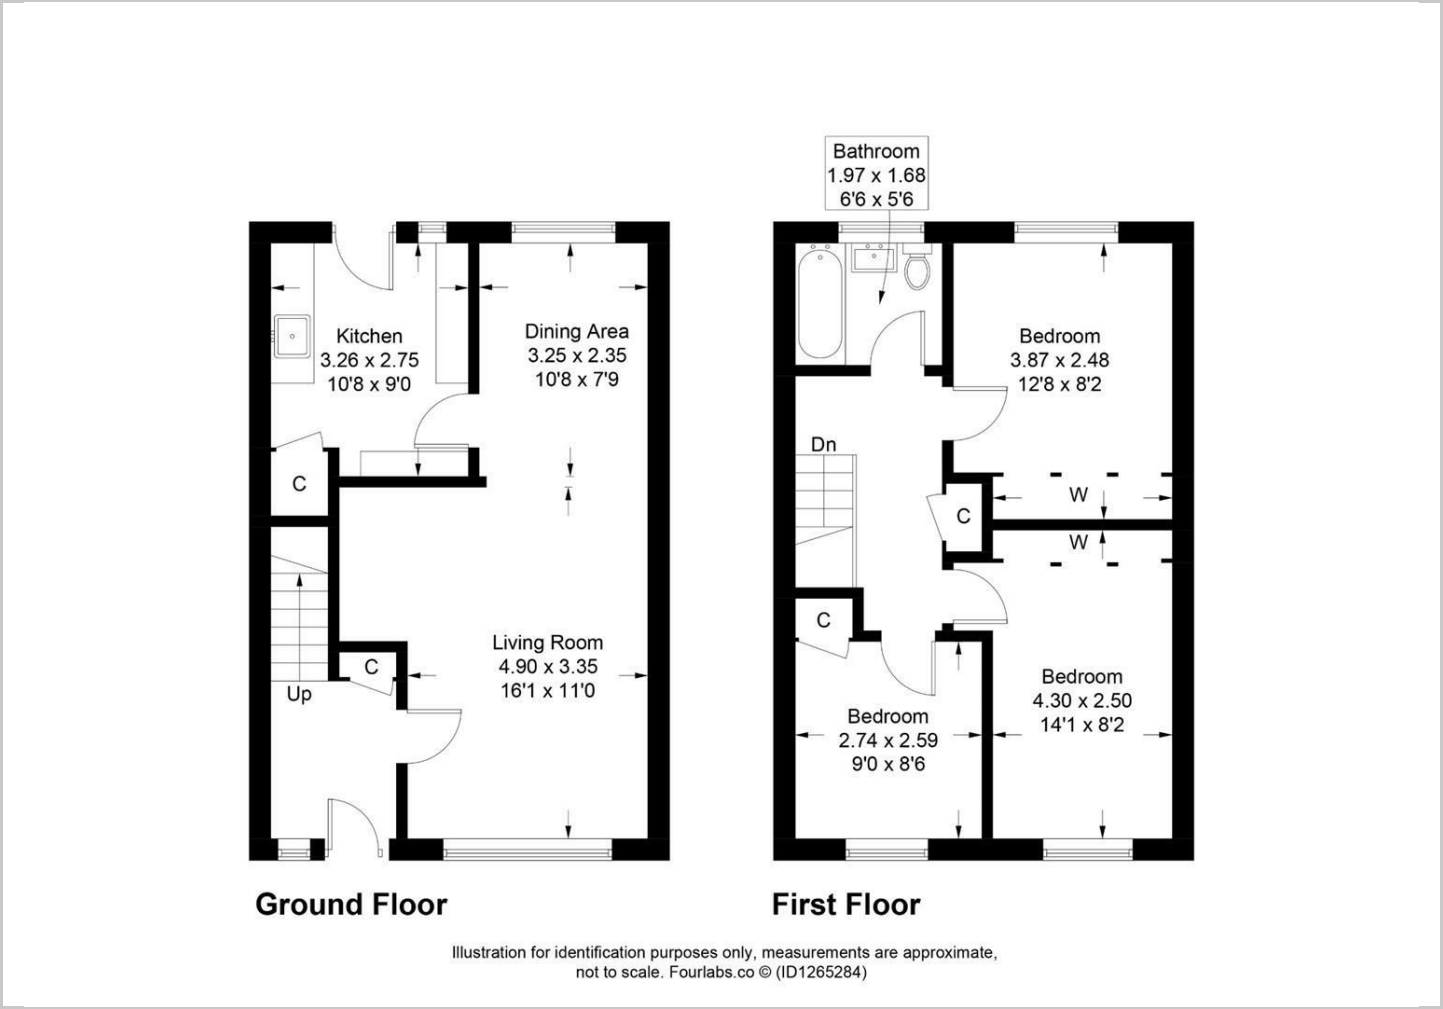 Bathroom
1.97 x 1.68
6'6 x 5'6
Kitchen
3.26 x 2.75
10'8 x 9'0
Dining Area
3.25 x 2.35
10'8 x 7'9
C
Living Room
4.90 x 3.35
16'1 x 11'0
C
Up
Ground Floor
Bedroom
3.87 x 2.48
12'8 x 8'2
Dn
W
C
W
C
Bedroom
4.30 x 2.50
14'1 x 8'2
Bedroom
2.74 x 2.59
9'0 x 8'6
First Floor
Illustration for identification purposes only, measurements are approximate,
not to scale. Fourlabs.co © (ID1265284)